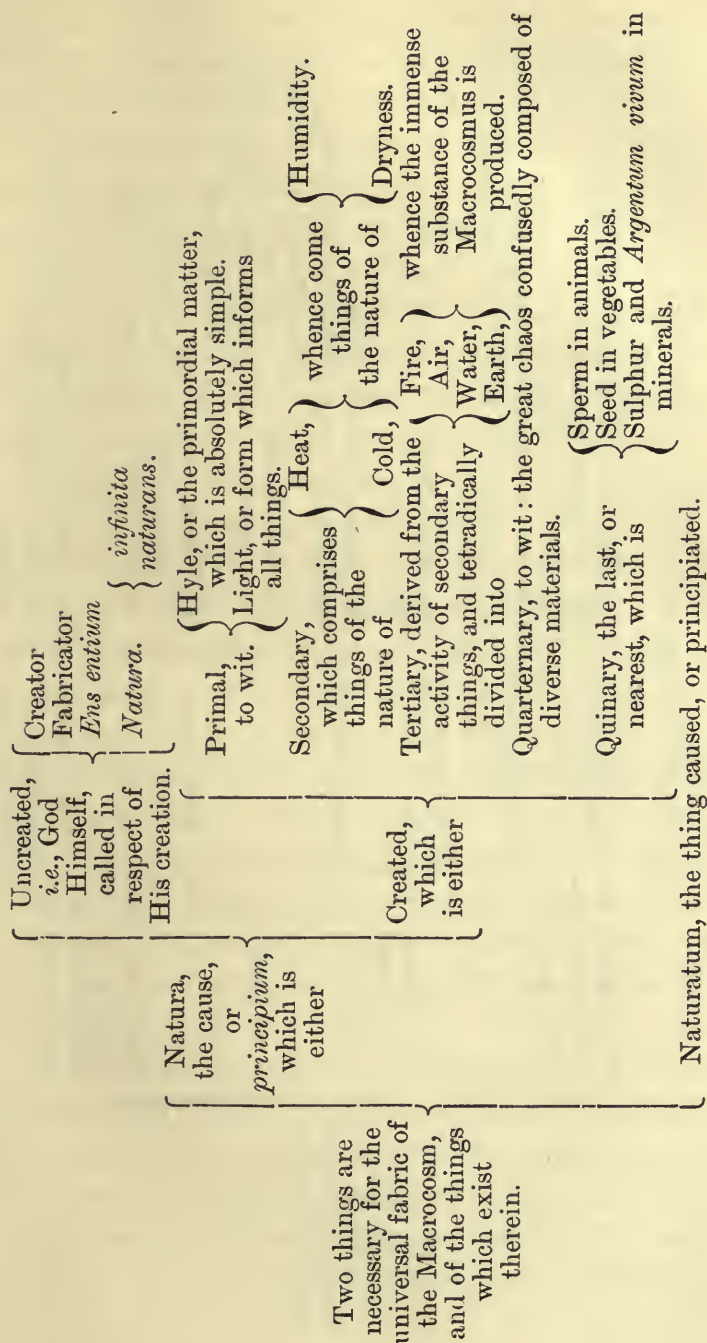 Two things are
necessary for the
universal fabric of
the Macrocosm,
and of the things
which exist
therein.
Natura,
the cause,
or
principium,
which is
either
Uncreated,
i.e., God
Himself,
called in
respect of
His creation.
Creator
Fabricator
Ens entium
Natura.
infinita
naturans.
Created,
which
is either
Primal,
to wit.
Hyle, or the primordial matter,
which is absolutely simple.
Light, or form which informs
all things.
Secondary,
which comprises
things of the
nature of
Heat,
Cold,
whence come
things of
the nature of
Humidity.
Dryness.
Tertiary, derived from the
activity of secondary
things, and tetradically
divided into
Fire,
Air,
Water,
Earth,
whence the immense
substance of the
Macrocosmus is
produced.
Quarternary, to wit: the great chaos confusedly composed of
diverse materials.
Quinary, the last, or
nearest, which is
Sperm in animals.
Seed in vegetables.
Sulphur and Argentum vivum in
minerals.
Naturatum, the thing caused, or principiated.